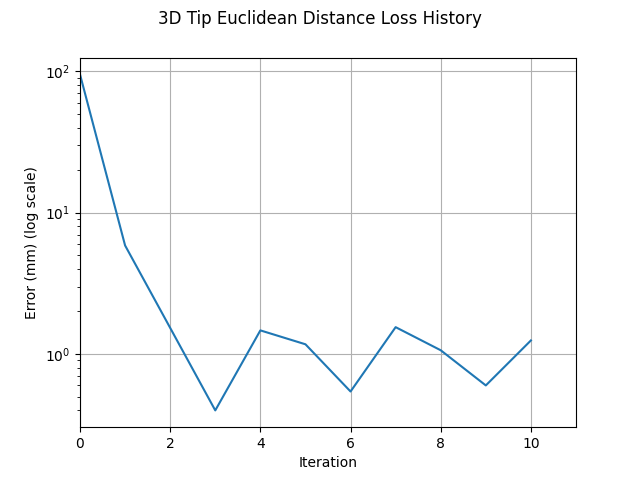 3D Tip Euclidean Distance Loss History
10²
10¹
10⁰
Error (mm) (log scale)
0 2 4 6 8 10
Iteration